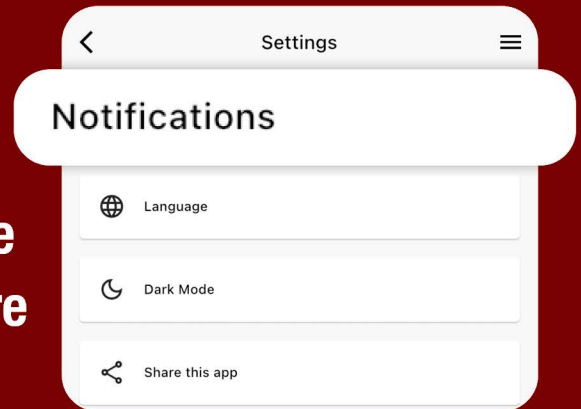 Settings
Notifications
Language
Dark Mode
Share this app